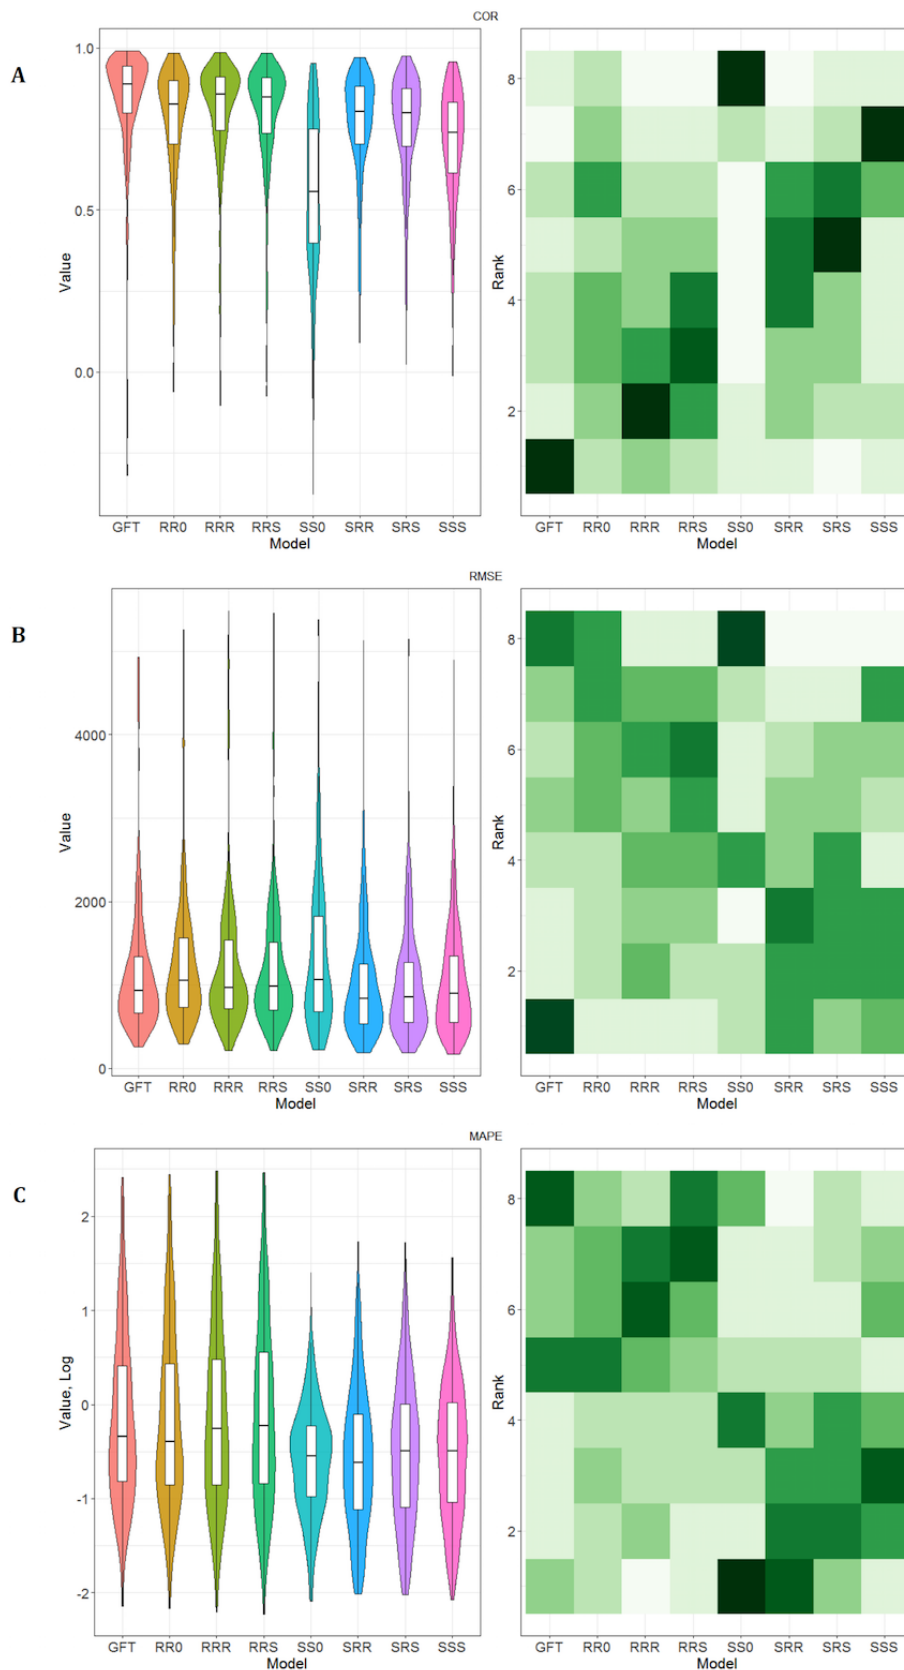 COR
A
1.0
0.5
0.0
Value
GFT RR0 RRR RRS SS0 SRR SRS SSS
Model
8
6
4
2
Rank
GFT RR0 RRR RRS SS0 SRR SRS SSS
Model
RMSE
B
4000
2000
0
Value
GFT RR0 RRR RRS SS0 SRR SRS SSS
Model
8
6
4
2
Rank
GFT RR0 RRR RRS SS0 SRR SRS SSS
Model
MAPE
C
2
1
0
-1
-2
Value, Log
GFT RR0 RRR RRS SS0 SRR SRS SSS
Model
8
6
4
2
Rank
GFT RR0 RRR RRS SS0 SRR SRS SSS
Model